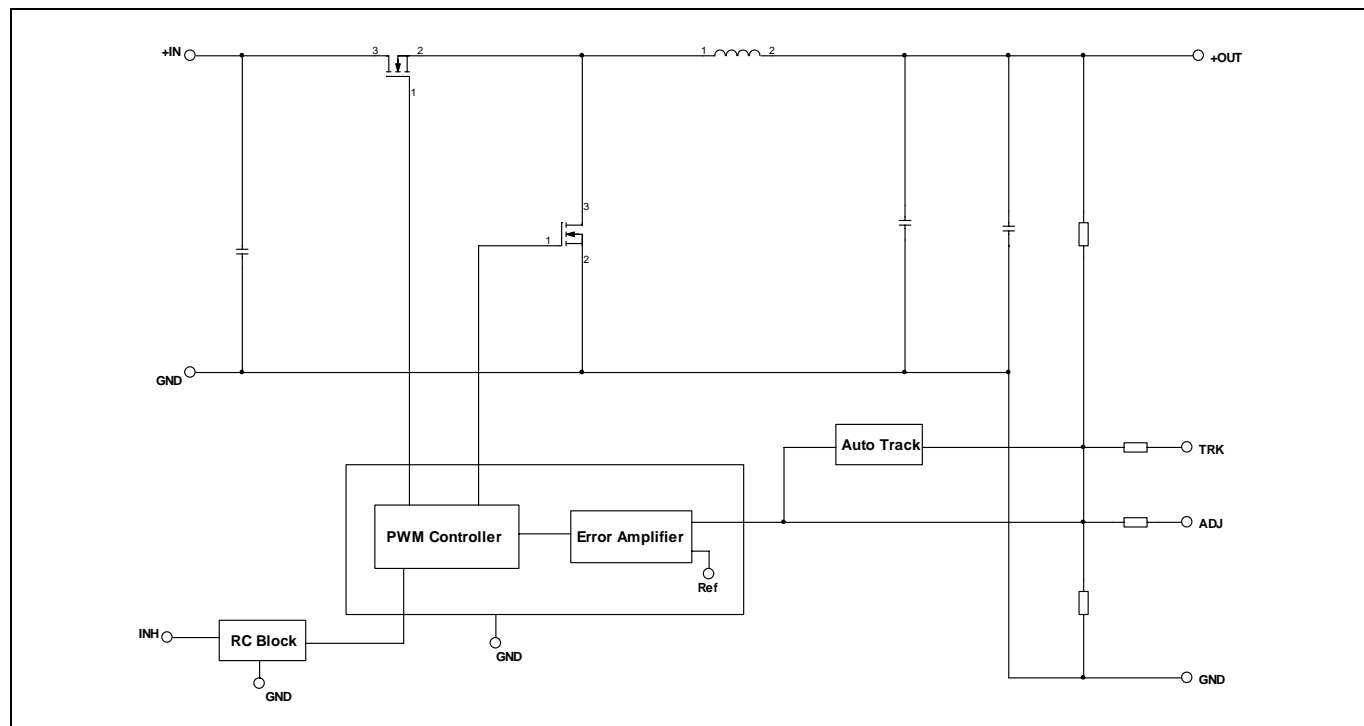 +IN
3
2
1
1
2
+OUT
3
1
2
GND
Auto Track
TRK
PWM Controller
Error Amplifier
ADJ
Ref
INH
RC Block
GND
GND
GND